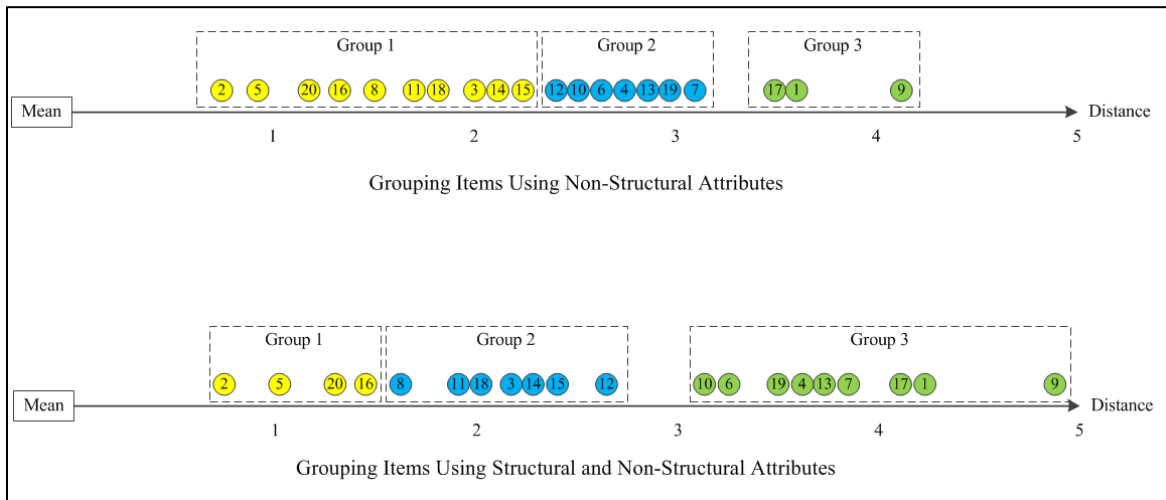 Group 1 Group 2 Group 3
2 5 20 16 8 11 18 3 14 15 12 10 6 4 13 19 7 17 1 9
Mean Distance
1 2 3 4 5
Grouping Items Using Non-Structural Attributes
Group 1 Group 2 Group 3
2 5 20 16 8 11 18 3 14 15 12 10 6 19 4 13 7 17 1 9
Mean Distance
1 2 3 4 5
Grouping Items Using Structural and Non-Structural Attributes